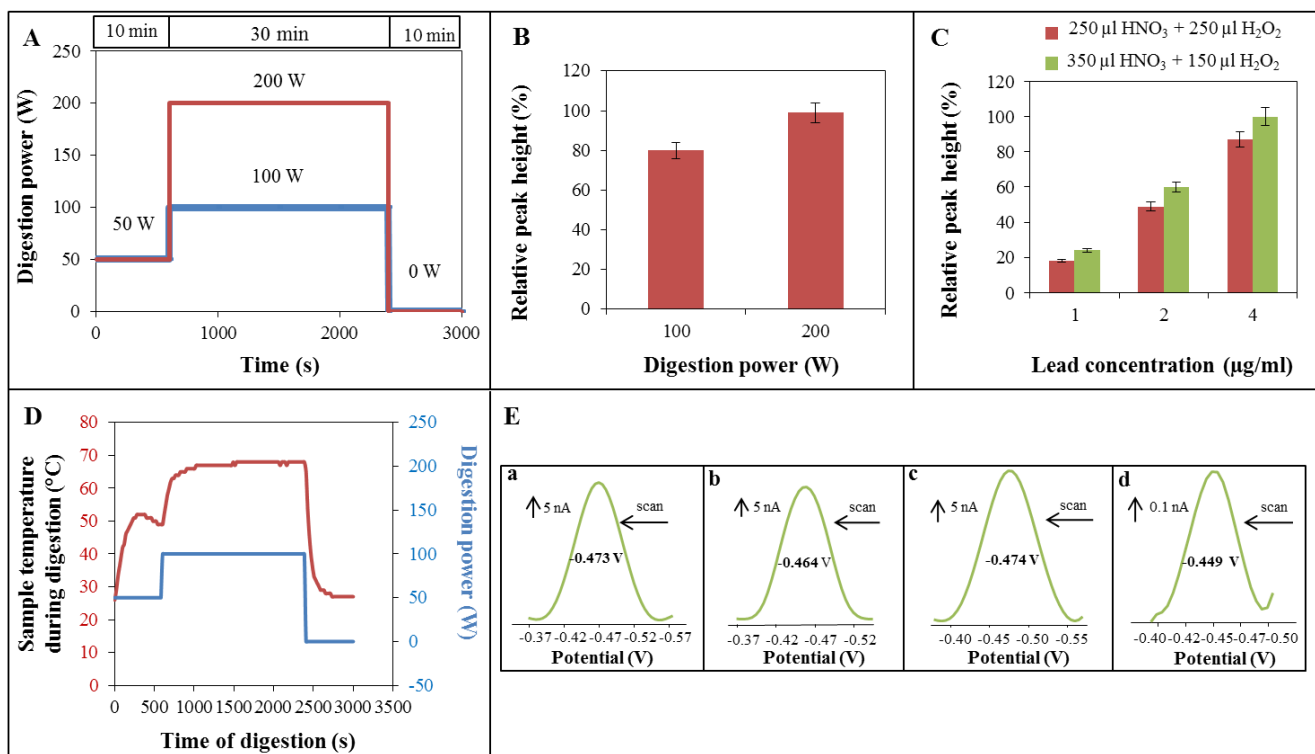 A
10 min 30 min 10 min
Digestion power (W)
250
200
150
100
50
0
200 W
100 W
50 W
0 W
0 1000 2000 3000
Time (s)
B
Relative peak height (%)
120
100
80
60
40
20
0
100 200
Digestion power (W)
C
250 µl HNO₃ + 250 µl H₂O₂
350 µl HNO₃ + 150 µl H₂O₂
Relative peak height (%)
120
100
80
60
40
20
0
1 2 4
Lead concentration (µg/ml)
D
Sample temperature
during digestion (°C)
80
70
60
50
40
30
20
10
0
250
200
150
100
50
0
-50
Digestion power (W)
0 500 1000 1500 2000 2500 3000 3500
Time of digestion (s)
E
a
5 nA
scan
-0.473 V
-0.37 -0.42 -0.47 -0.52 -0.57
Potential (V)
b
5 nA
scan
-0.464 V
-0.37 -0.42 -0.47 -0.52
Potential (V)
c
5 nA
scan
-0.474 V
-0.40 -0.45 -0.50 -0.55
Potential (V)
d
0.1 nA
scan
-0.449 V
-0.40 -0.42 -0.45 -0.47 -0.50
Potential (V)